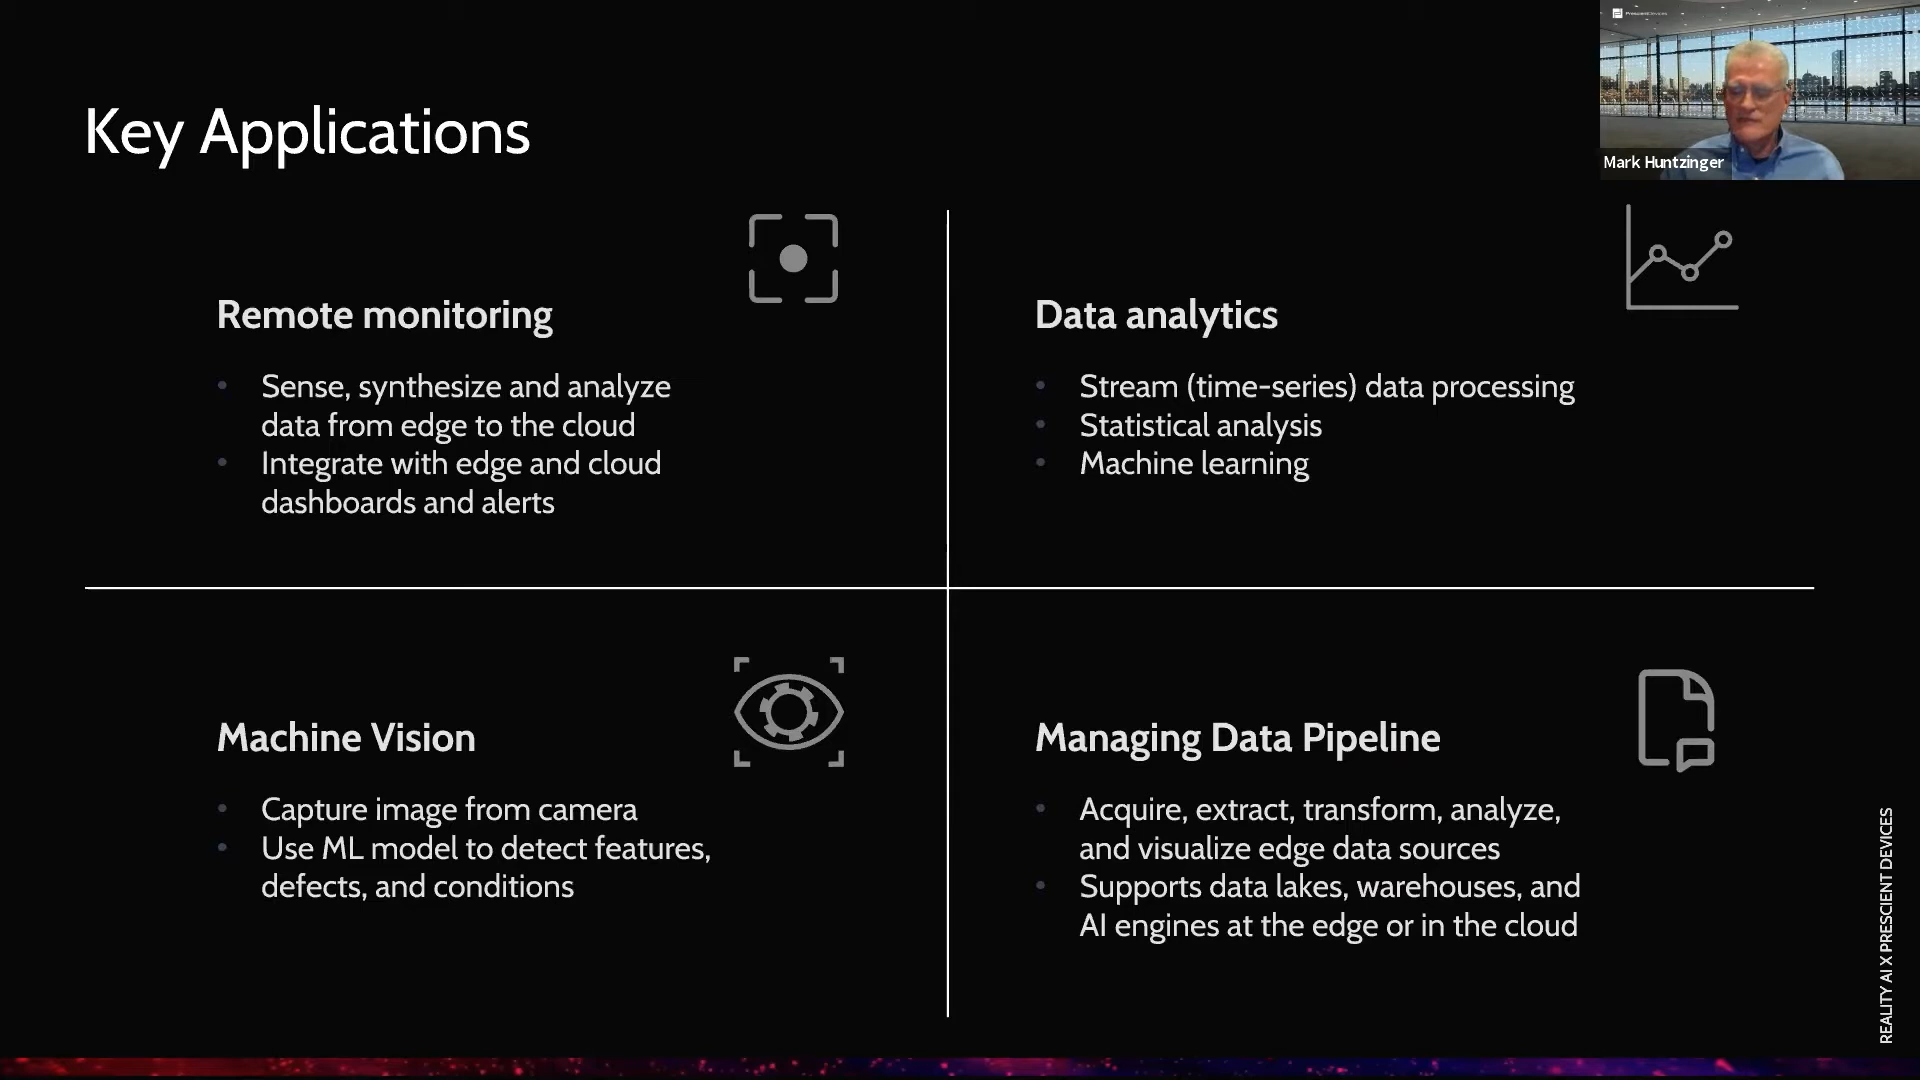 Key Applications
PrescientDevices
Mark Huntzinger
Remote monitoring
Sense, synthesize and analyze
data from edge to the cloud
Integrate with edge and cloud
dashboards and alerts
Data analytics
Stream (time-series) data processing
Statistical analysis
Machine learning
Machine Vision
Capture image from camera
Use ML model to detect features,
defects, and conditions
Managing Data Pipeline
Acquire, extract, transform, analyze,
and visualize edge data sources
Supports data lakes, warehouses, and
AI engines at the edge or in the cloud
REALITY AI X PRESCIENT DEVICES